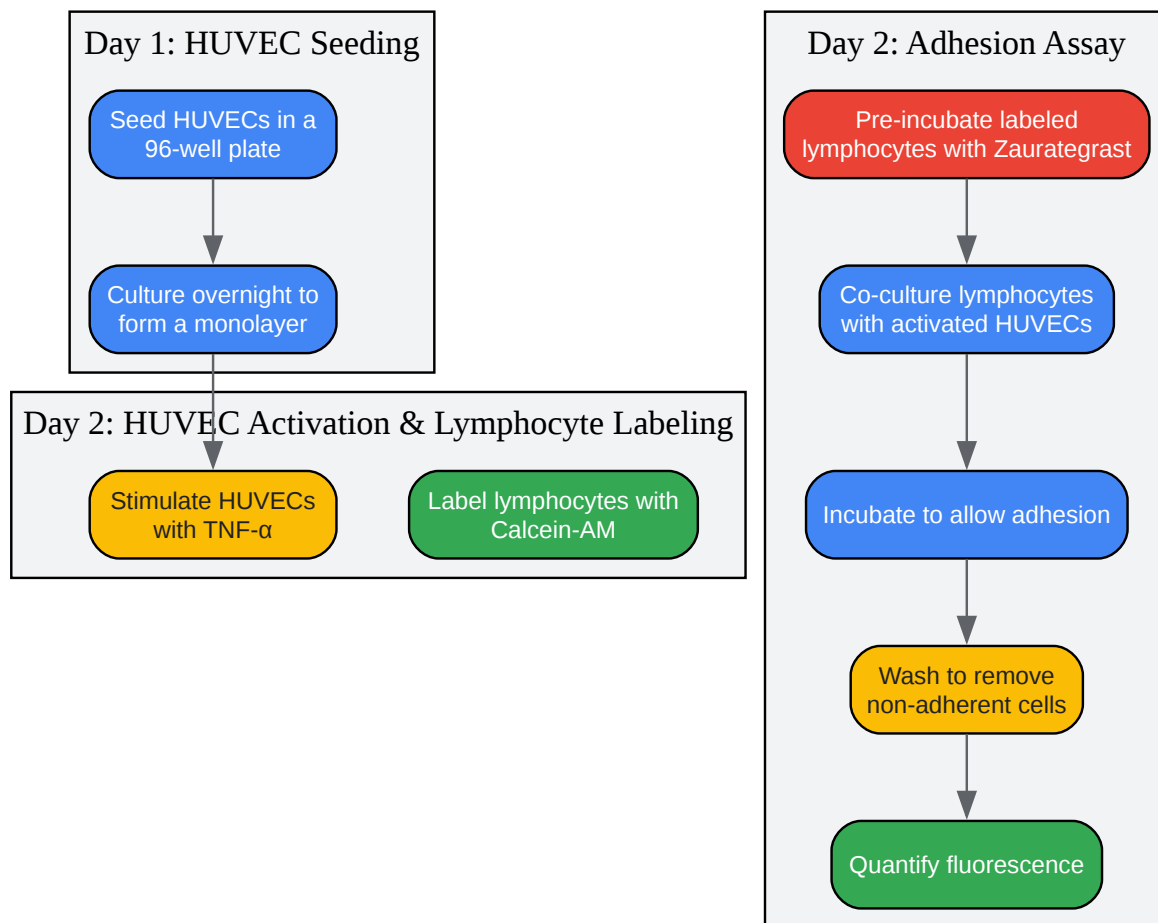 Day 1: HUVEC Seeding
Seed HUVECs in a
96-well plate
Culture overnight to
form a monolayer
Day 2: HUVEC Activation & Lymphocyte Labeling
Stimulate HUVECs
with TNF-α
Label lymphocytes with
Calcein-AM
Day 2: Adhesion Assay
Pre-incubate labeled
lymphocytes with Zaurategrast
Co-culture lymphocytes
with activated HUVECs
Incubate to allow adhesion
Wash to remove
non-adherent cells
Quantify fluorescence